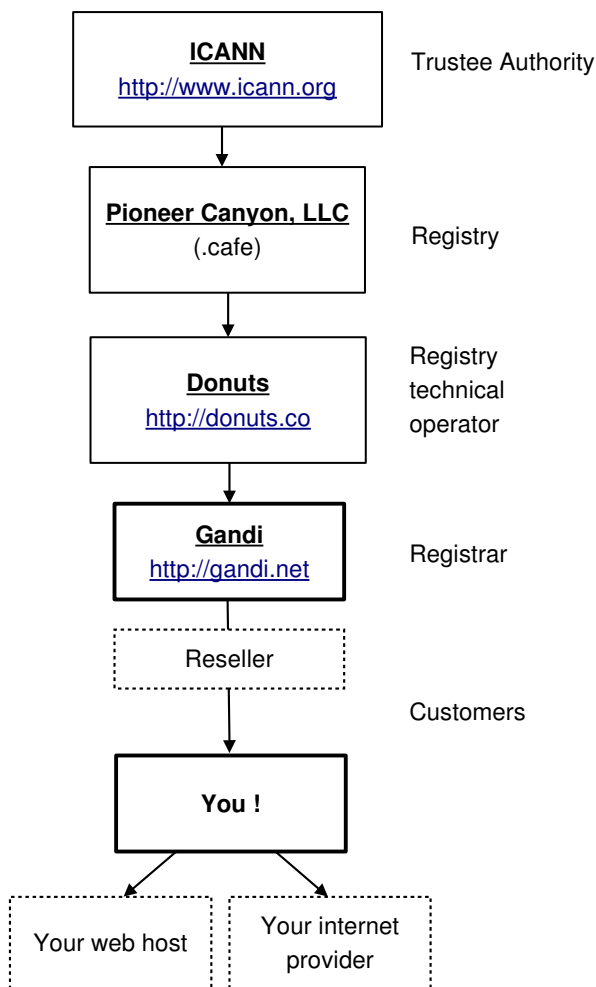 ICANN
http://www.icann.org
Trustee Authority
Pioneer Canyon, LLC
(.cafe)
Registry
Donuts
http://donuts.co
Registry
technical
operator
Gandi
http://gandi.net
Registrar
Reseller
Customers
You !
Your web host
Your internet
provider